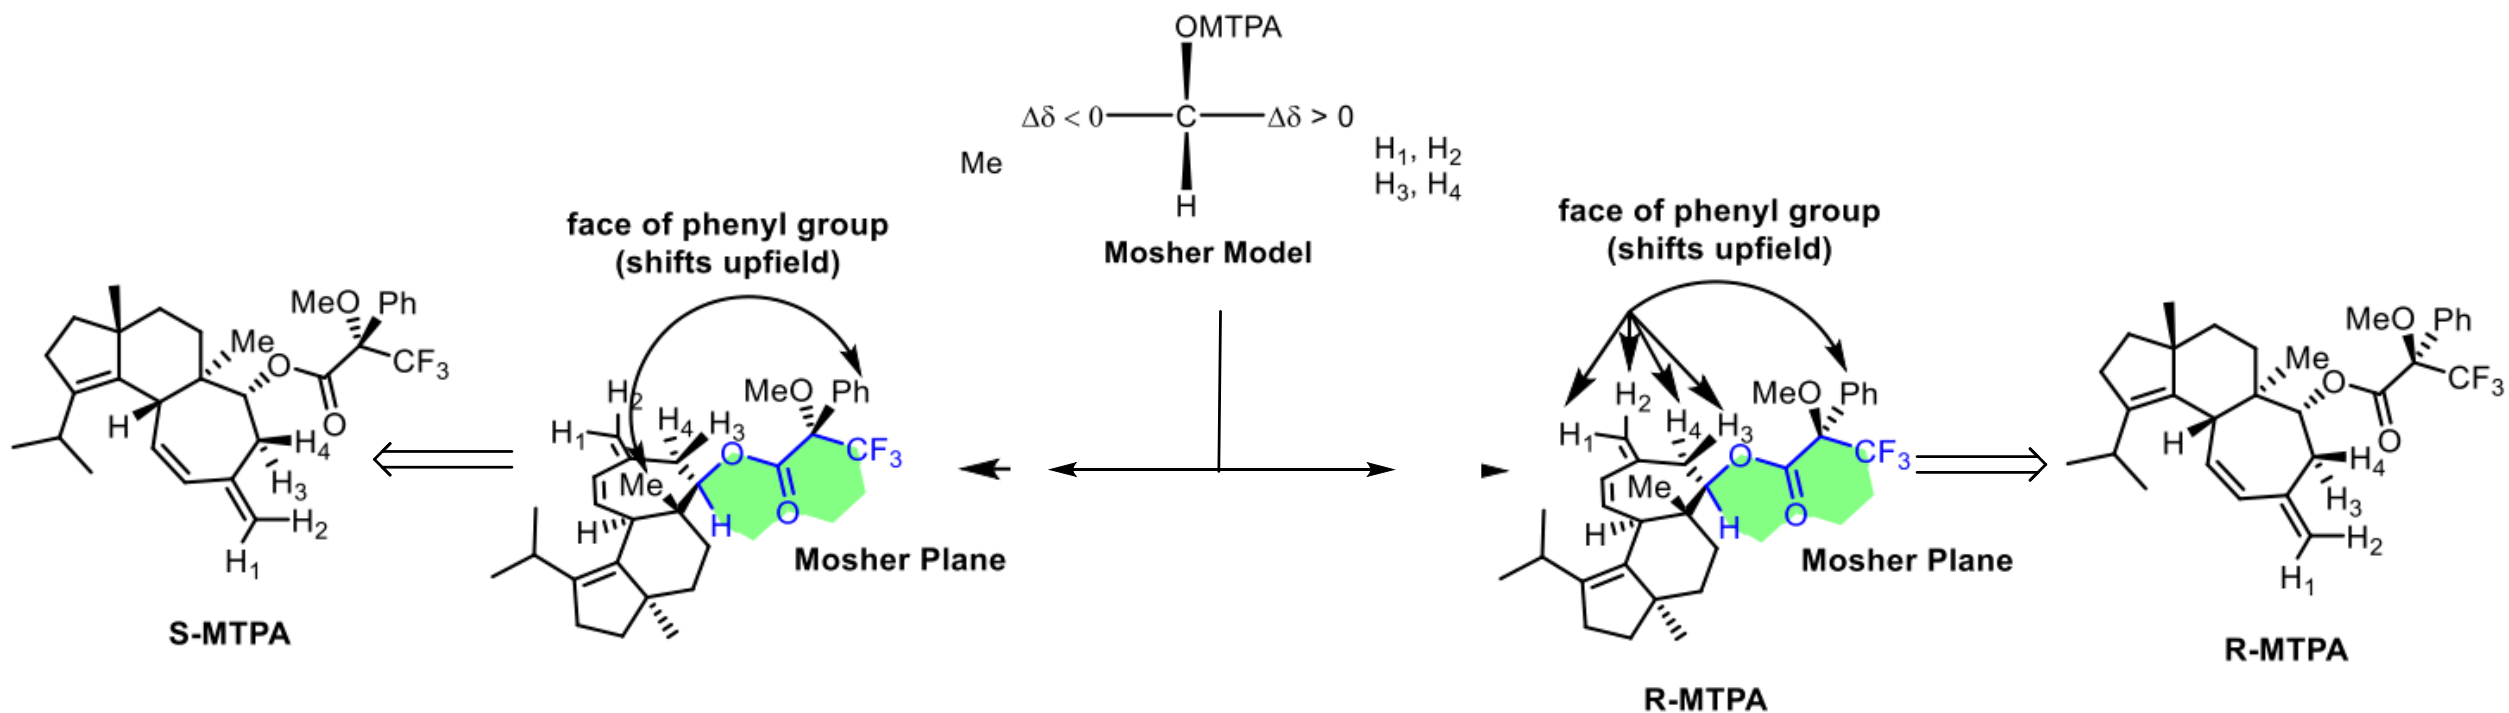 OMTPA
Δδ < 0
C
Δδ > 0
Me
H1, H2
H3, H4
H
Mosher Model
face of phenyl group
(shifts upfield)
face of phenyl group
(shifts upfield)
MeO
Ph
Me
O
CF3
O
H
H4
H3
H2
H1
S-MTPA
H2
H1
H4
H3
MeO
Ph
O
CF3
Me
O
H
H
Mosher Plane
H2
H1
H4
H3
MeO
Ph
O
CF3
Me
O
H
H
Mosher Plane
R-MTPA
MeO
Ph
Me
O
CF3
O
H
H4
H3
H2
H1
R-MTPA